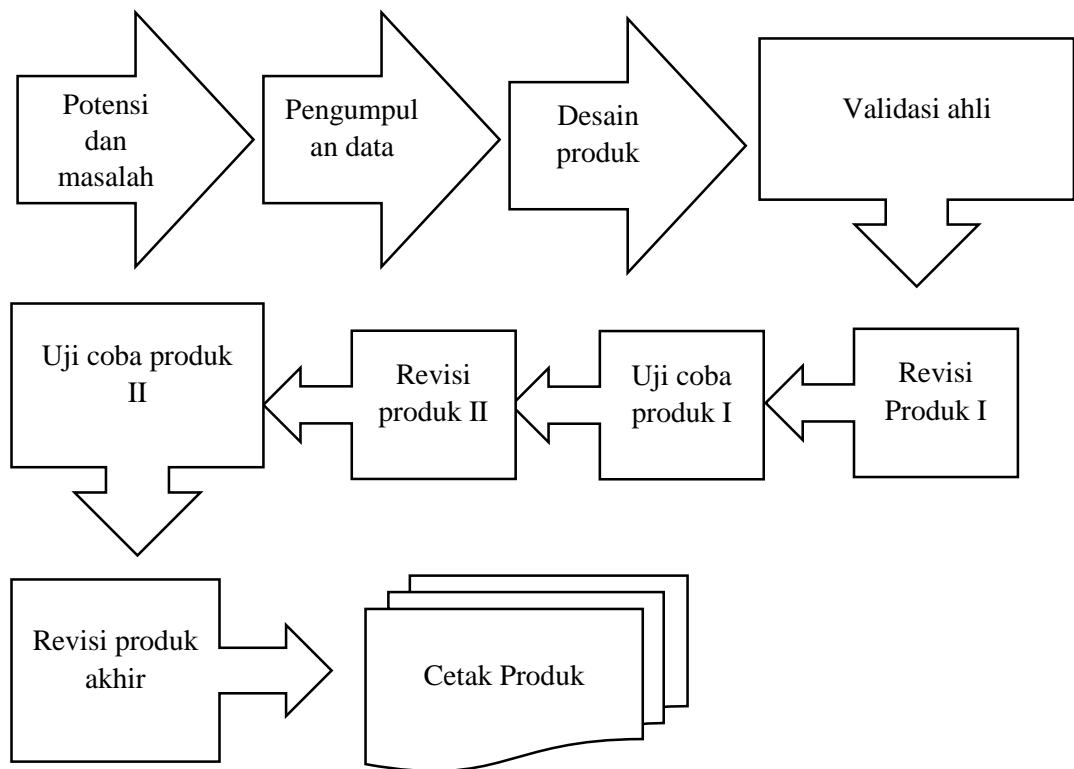 Potensi
dan
masalah
Pengumpul
an data
Desain
produk
Validasi ahli
Revisi
Produk I
Uji coba
produk I
Revisi
produk II
Uji coba produk
II
Revisi produk
akhir
Cetak Produk